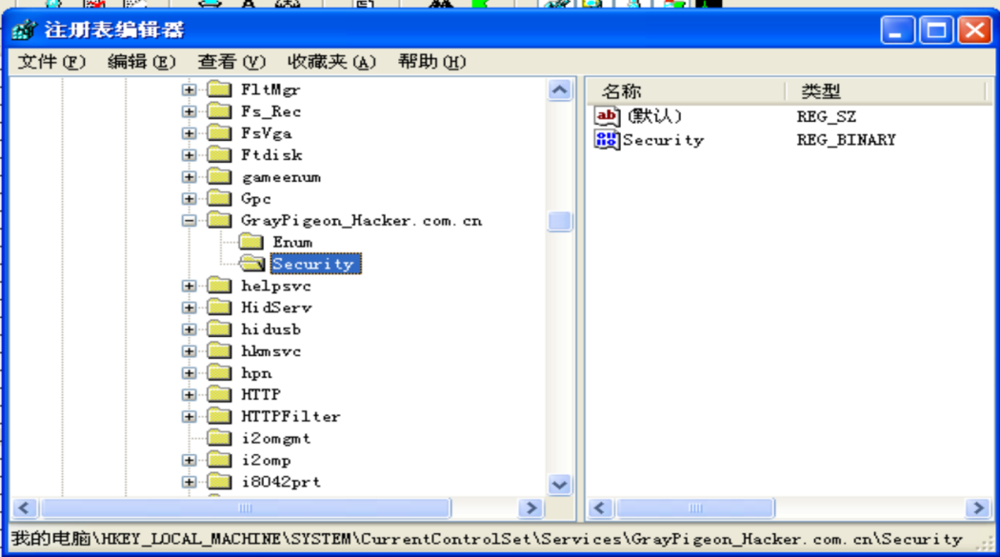 注册表编辑器
文件(F) 编辑(E) 查看(V) 收藏夹(A) 帮助(H)
FltMgr
Fs_Rec
FsVga
Ftdisk
gameenum
Gpc
GrayPigeon_Hacker.com.cn
Enum
Security
helpsvc
HidServ
hidusb
hkmsvc
hpn
HTTP
HTTPFilter
i2omgmt
i2omp
i8042prt
名称 类型
(默认) REG_SZ
Security REG_BINARY
我的电脑\HKEY_LOCAL_MACHINE\SYSTEM\CurrentControlSet\Services\GrayPigeon_Hacker.com.cn\Security